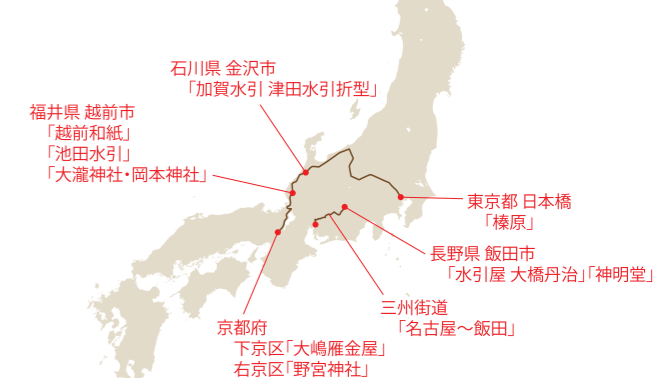 石川県 金沢市
「加賀水引 津田水引折型」
福井県 越前市
「越前和紙」
「池田水引」
「大瀧神社・岡本神社」
東京都 日本橋
「榛原」
長野県 飯田市
「水引屋 大橋丹治」「神明堂」
三州街道
「名古屋〜飯田」
京都府
下京区「大嶋雁金屋」
右京区「野宮神社」